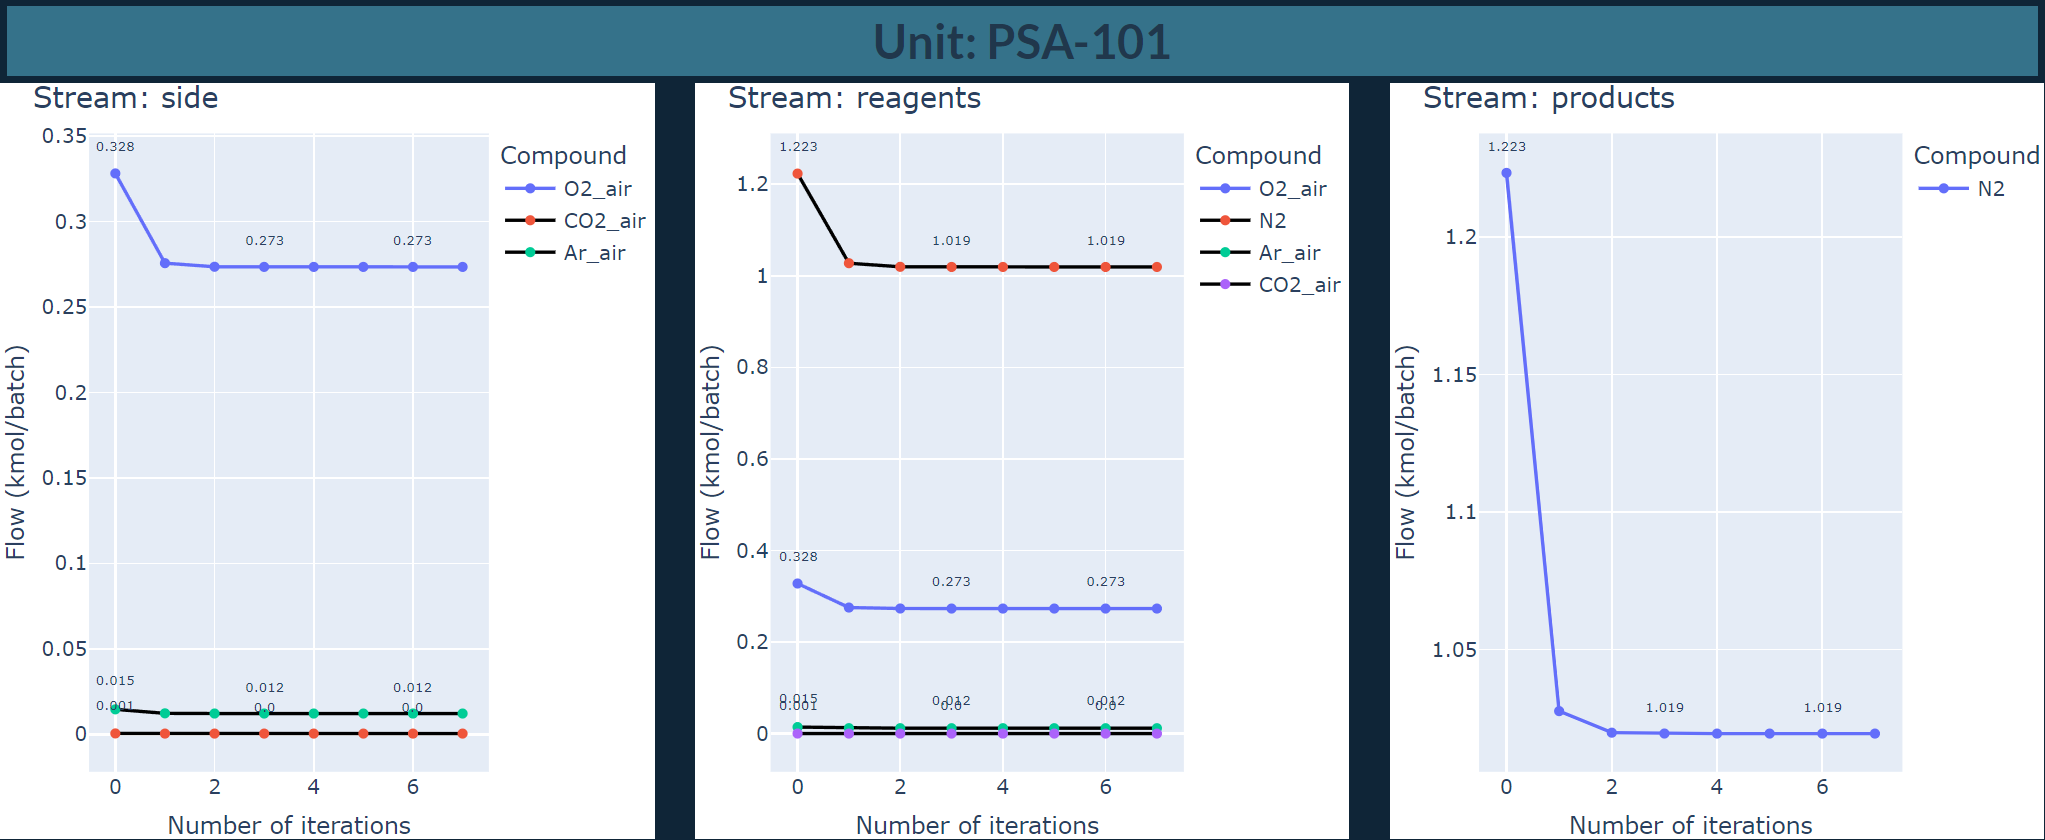 Unit: PSA-101
Stream: side
0.35
0.3
0.25
0.2
0.15
0.1
0.05
0
Flow (kmol/batch)
0.328
0.273
0.273
0.015
0.012
0.012
0.001
0.0
0.0
0
2
4
6
Number of iterations
Compound
O2_air
CO2_air
Ar_air
Stream: reagents
1.2
1
0.8
0.6
0.4
0.2
0
Flow (kmol/batch)
1.223
1.019
1.019
0.328
0.273
0.273
0.015
0.012
0.012
0.001
0.0
0.0
0
2
4
6
Number of iterations
Compound
O2_air
N2
Ar_air
CO2_air
Stream: products
1.2
1.15
1.1
1.05
Flow (kmol/batch)
1.223
1.019
1.019
0
2
4
6
Number of iterations
Compound
N2